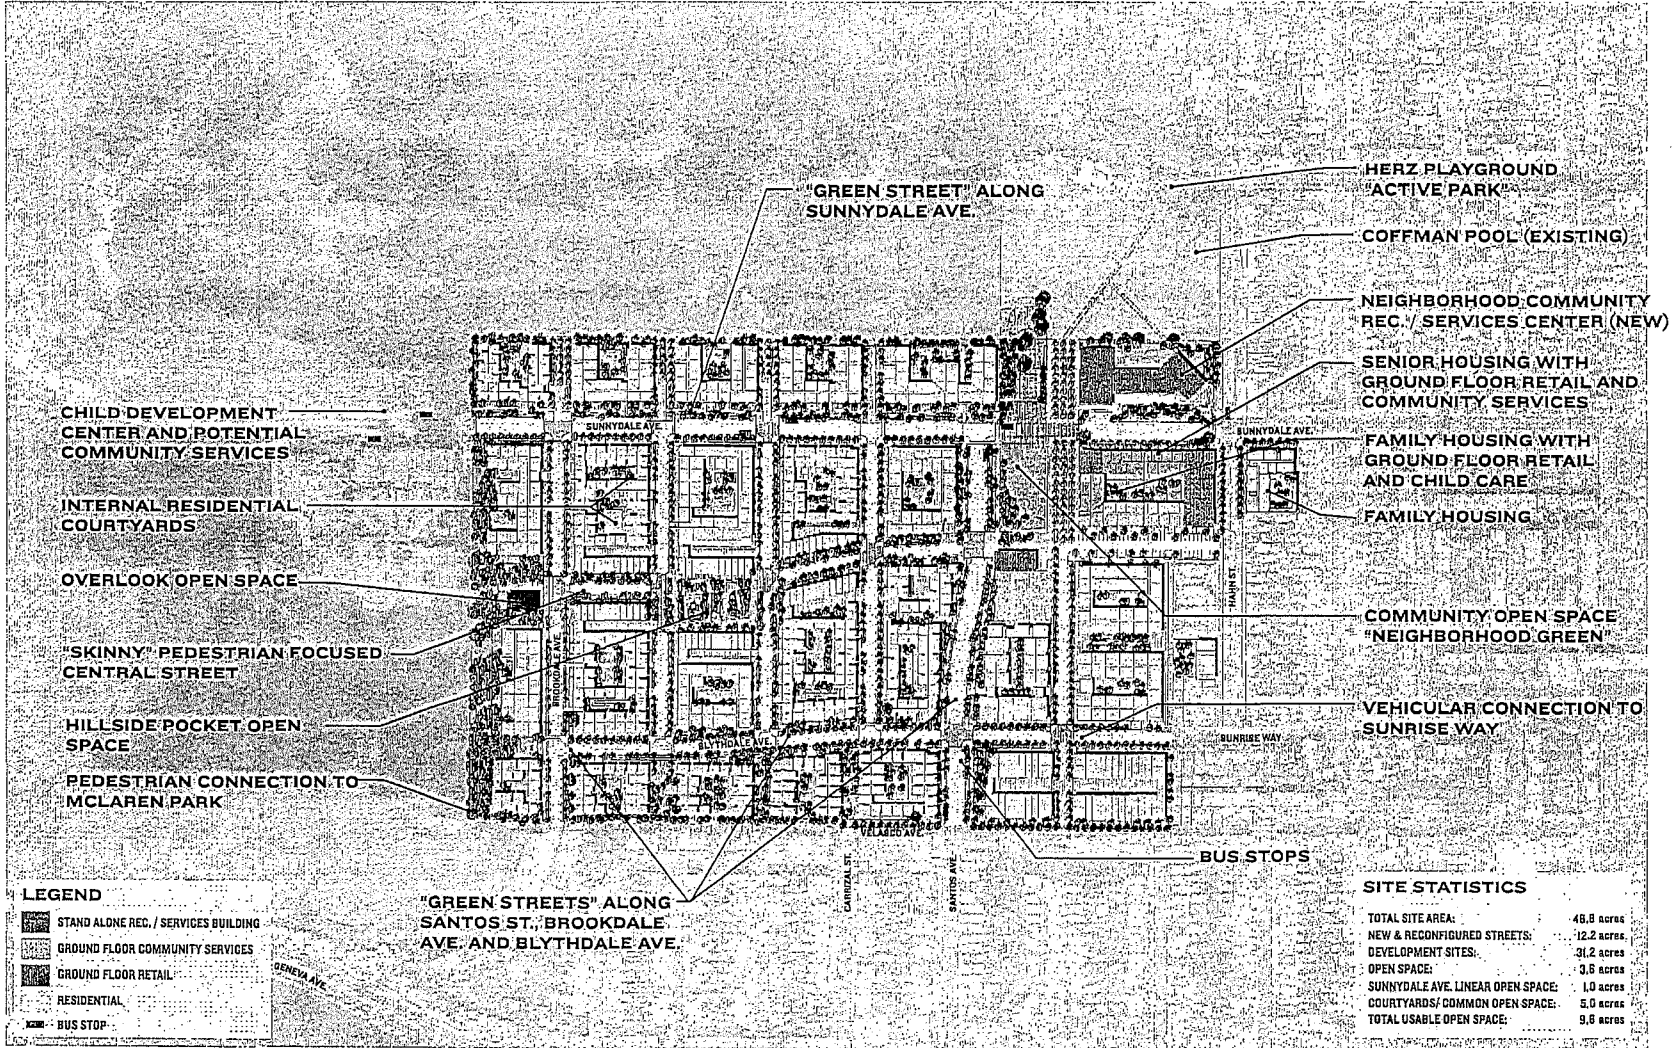 "GREEN STREET" ALONG
SUNNYDALE AVE.
HERZ PLAYGROUND
"ACTIVE PARK"
COFFMAN POOL (EXISTING)
NEIGHBORHOOD COMMUNITY
REC. / SERVICES CENTER (NEW)
SENIOR HOUSING WITH
GROUND FLOOR RETAIL AND
COMMUNITY SERVICES
FAMILY HOUSING WITH
GROUND FLOOR RETAIL
AND CHILD CARE
FAMILY HOUSING
COMMUNITY OPEN SPACE
"NEIGHBORHOOD GREEN"
VEHICULAR CONNECTION TO
SUNRISE WAY
BUS STOPS
CHILD DEVELOPMENT
CENTER AND POTENTIAL
COMMUNITY SERVICES
INTERNAL RESIDENTIAL
COURTYARDS
OVERLOOK OPEN SPACE
"SKINNY" PEDESTRIAN FOCUSED
CENTRAL STREET
HILLSIDE POCKET OPEN
SPACE
PEDESTRIAN CONNECTION TO
MCLAREN PARK
"GREEN STREETS" ALONG
SANTOS ST., BROOKDALE
AVE. AND BLYTHDALE AVE.
SUNNYDALE AVE.
SUNNYDALE AVE.
HAHN ST.
BROOKDALE AVE
BLYTHDALE AVE.
SUNRISE WAY
VELASCO AVE.
CARRIZAL ST.
SANTOS AVE.
GENEVA AVE.
LEGEND
STAND ALONE REC. / SERVICES BUILDING
GROUND FLOOR COMMUNITY SERVICES
GROUND FLOOR RETAIL
RESIDENTIAL
BUS STOP
SITE STATISTICS
TOTAL SITE AREA: 48.8 acres
NEW & RECONFIGURED STREETS: 12.2 acres
DEVELOPMENT SITES: 31.2 acres
OPEN SPACE: 3.6 acres
SUNNYDALE AVE. LINEAR OPEN SPACE: 1.0 acres
COURTYARDS/ COMMON OPEN SPACE: 5.0 acres
TOTAL USABLE OPEN SPACE: 9.6 acres